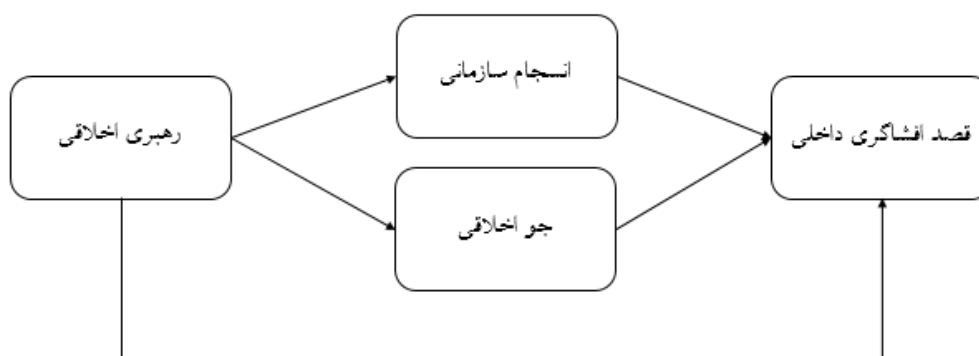 انسجام سازمانی
رهبری اخلاقی
قصد افشاگری داخلی
جو اخلاقی